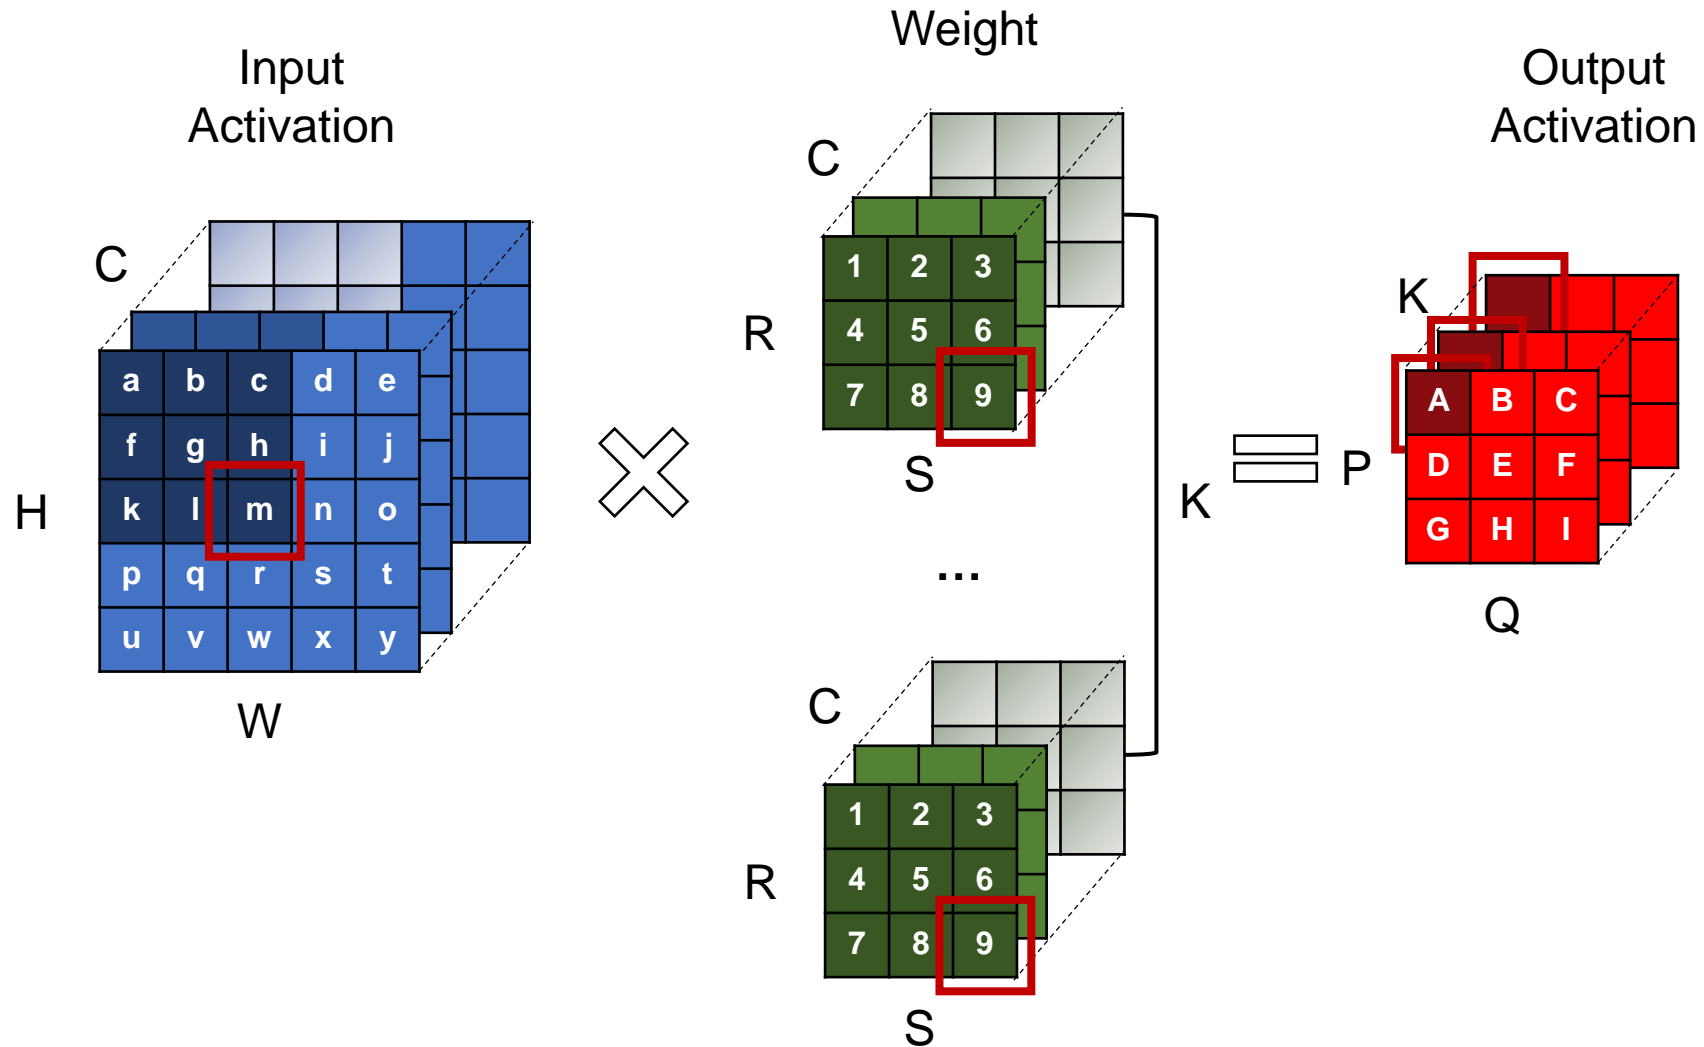 Input
Activation
C
a b c d e
f g h i j
k l m n o
p q r s t
u v w x y
H
W
Weight
C
1 2 3
4 5 6
7 8 9
R
S
...
K
C
1 2 3
4 5 6
7 8 9
R
S
Output
Activation
K
A B C
D E F
G H I
P
Q